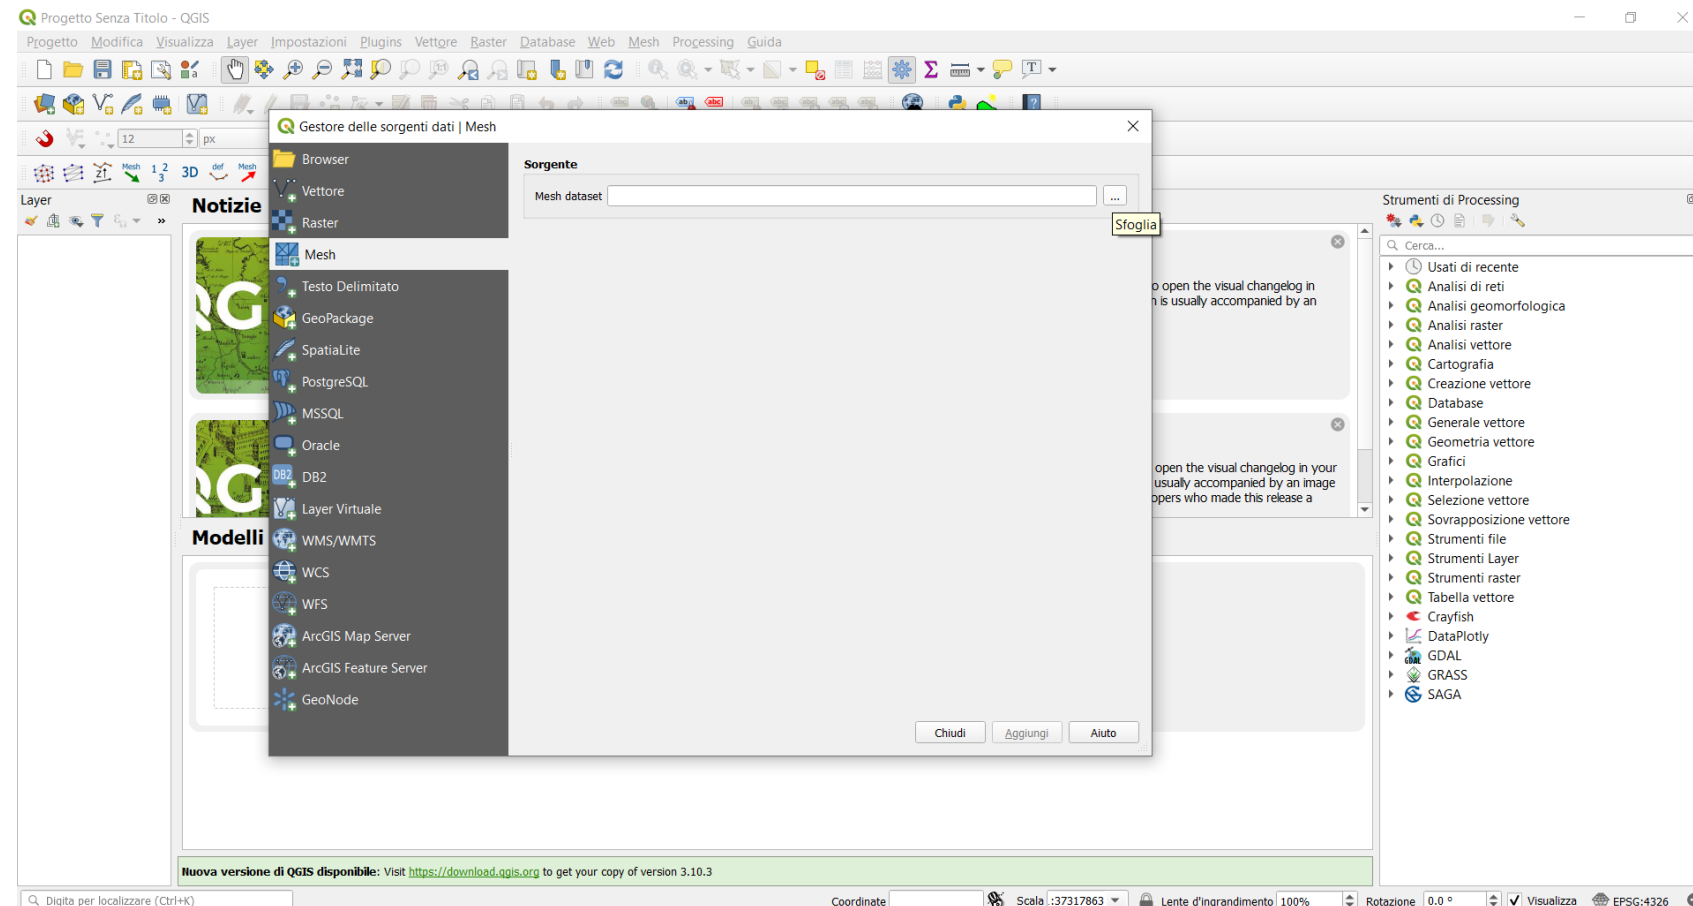 Progetto Senza Titolo - QGIS
Progetto Modifica Visualizza Layer Impostazioni Plugins Vettore Raster Database Web Mesh Processing Guida
12 px
Gestore delle sorgenti dati | Mesh
Browser
Vettore
Raster
Mesh
Testo Delimitato
GeoPackage
SpatiaLite
PostgreSQL
MSSQL
Oracle
DB2
Layer Virtuale
WMS/WMTS
WCS
WFS
ArcGIS Map Server
ArcGIS Feature Server
GeoNode
Sorgente
Mesh dataset
...
Sfoglia
Chiudi Aggiungi Aiuto
Layer
Notizie
o open the visual changelog in
is usually accompanied by an
open the visual changelog in your
usually accompanied by an image
opers who made this release a
Modelli
Nuova versione di QGIS disponibile: Visit https://download.qgis.org to get your copy of version 3.10.3
Strumenti di Processing
Cerca...
Usati di recente
Analisi di reti
Analisi geomorfologica
Analisi raster
Analisi vettore
Cartografia
Creazione vettore
Database
Generale vettore
Geometria vettore
Grafici
Interpolazione
Selezione vettore
Sovrapposizione vettore
Strumenti file
Strumenti Layer
Strumenti raster
Tabella vettore
Crayfish
DataPlotly
GDAL
GRASS
SAGA
Digita per localizzare (Ctrl+K) Coordinate Scala :37317863 Lente d'ingrandimento 100% Rotazione 0.0 ° Visualizza EPSG:4326